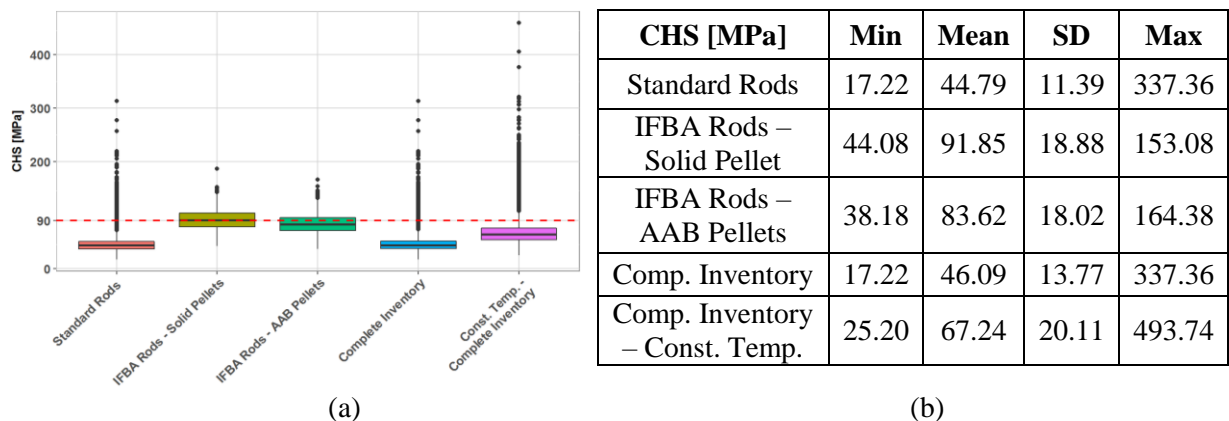 CHS [MPa]
400
300
200
90
0
Standard Rods
IFBA Rods - Solid Pellets
IFBA Rods - AAB Pellets
Complete Inventory
Const. Temp. -
Complete Inventory
(a)
CHS [MPa] Min Mean SD Max
Standard Rods 17.22 44.79 11.39 337.36
IFBA Rods –
Solid Pellet 44.08 91.85 18.88 153.08
IFBA Rods –
AAB Pellets 38.18 83.62 18.02 164.38
Comp. Inventory 17.22 46.09 13.77 337.36
Comp. Inventory
– Const. Temp. 25.20 67.24 20.11 493.74
(b)